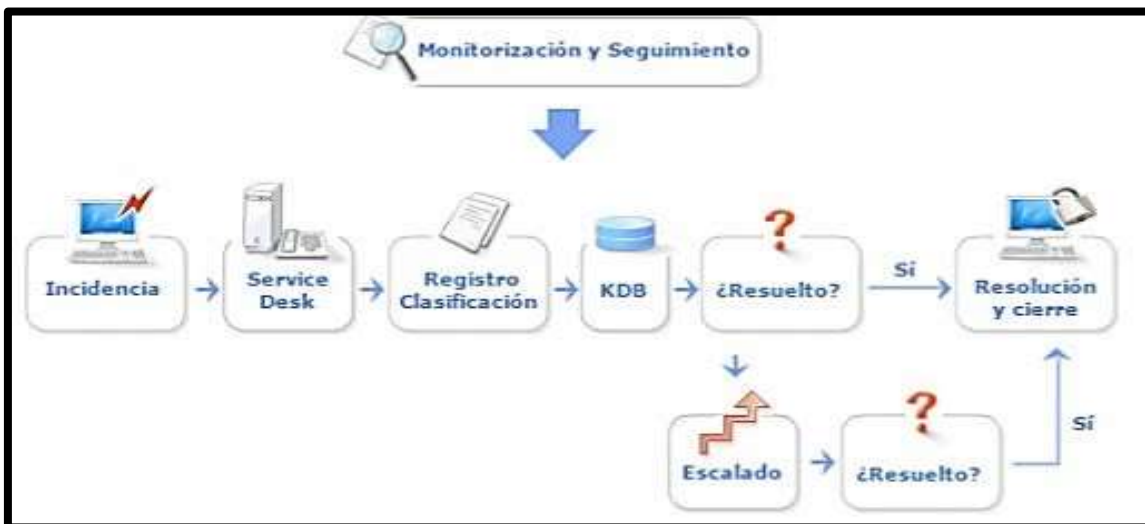 Monitorización y Seguimiento
Incidencia
Service
Desk
Registro
Clasificación
KDB
¿Resuelto?
Sí
Resolución
y cierre
Escalado
¿Resuelto?
Sí